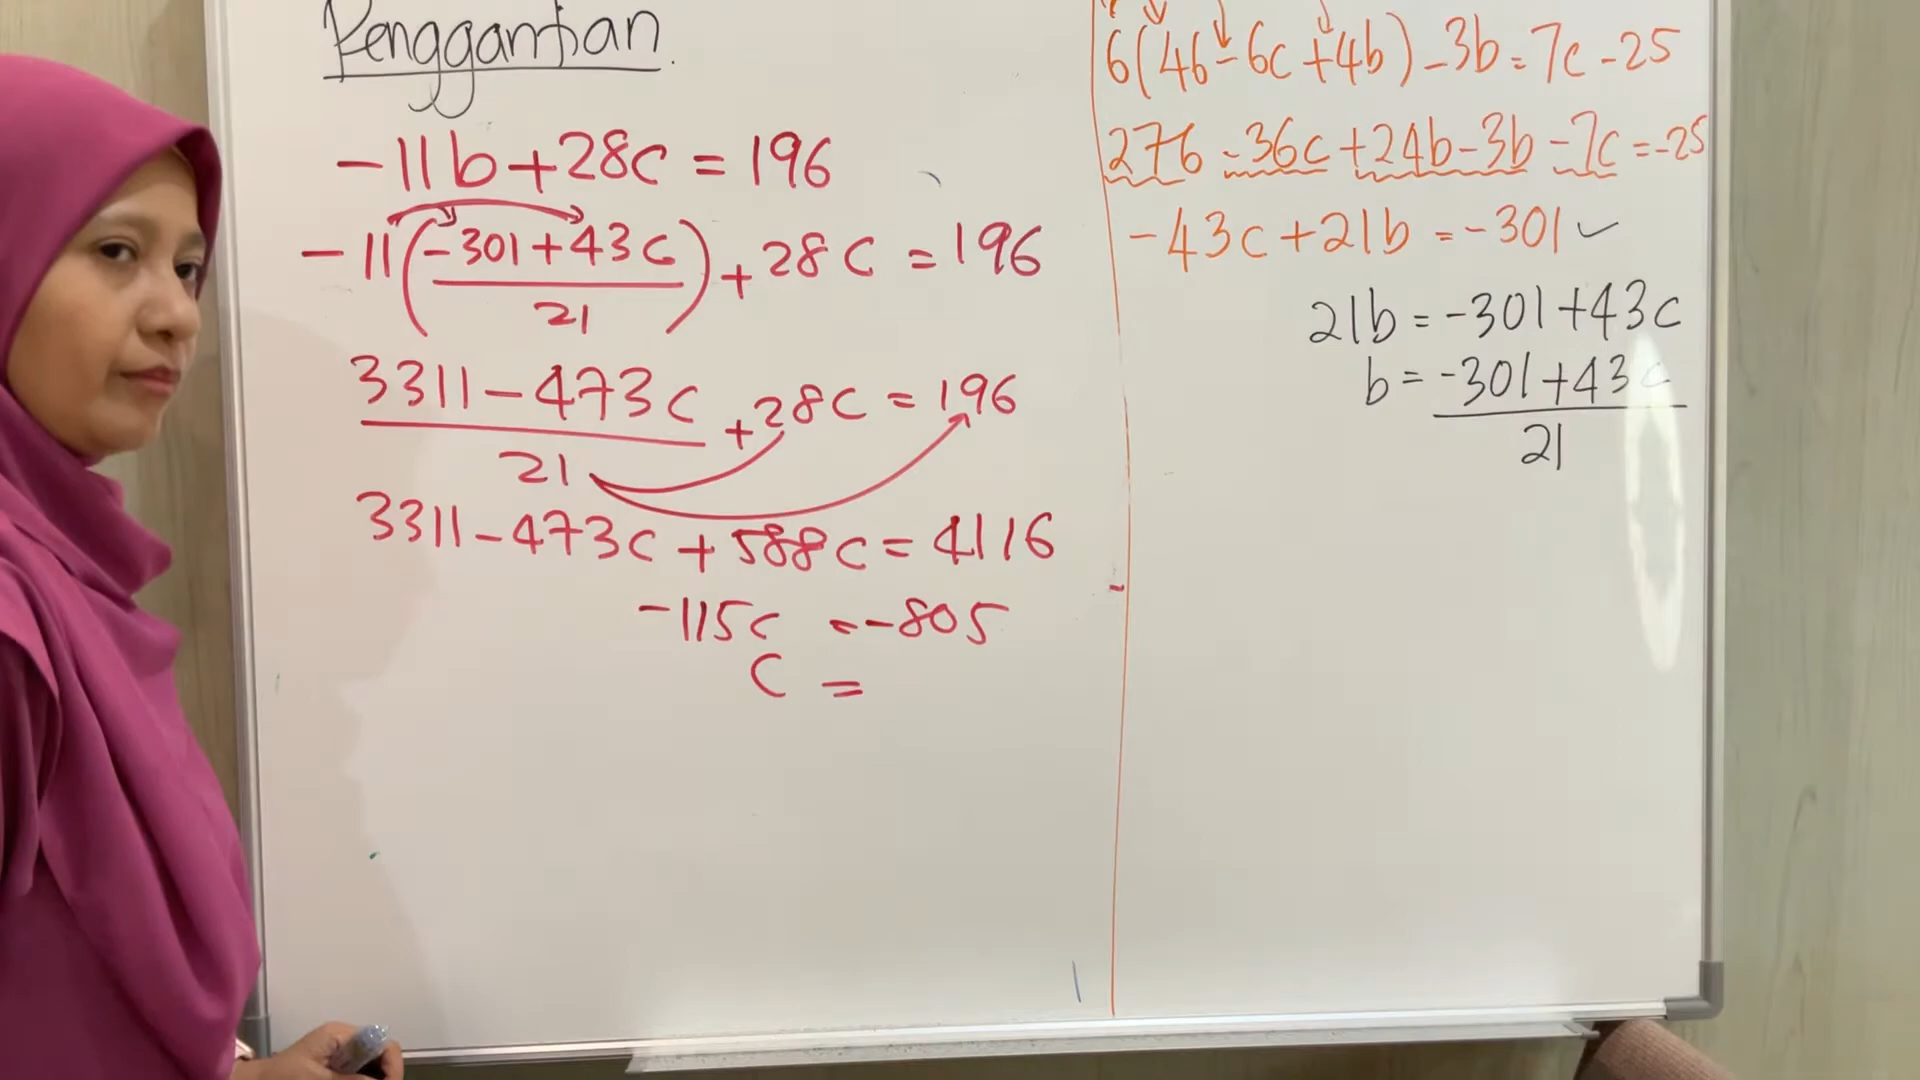 Penggantian.
-11b+28c = 196
-11(-301+43c/21)+28c = 196
3311-473c/21 +28c = 196
3311-473c+588c = 4116
-115c = -805
c =
6(46-6c+4b)-3b = 7c-25
276-36c+24b-3b-7c = -25
-43c+21b = -301 ✓
21b = -301+43c
b = -301+43c/21